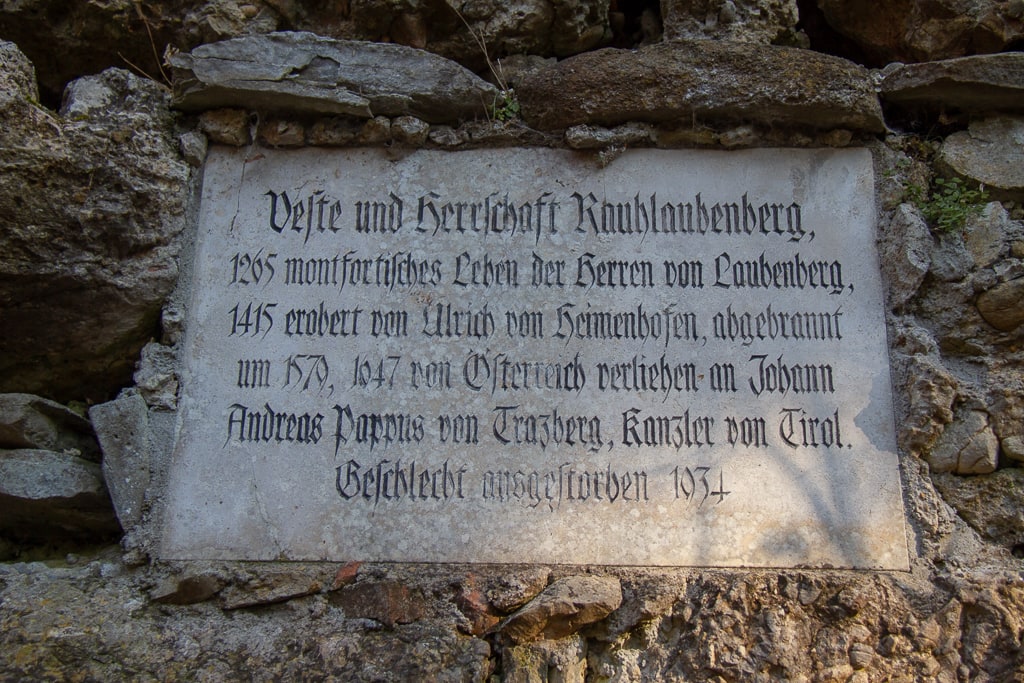 Veste und Herrschaft Rauhlaubenberg,
1265 montfortisches Lehen der Herren von Laubenberg,
1415 erobert von Ulrich von Heimenhofen, abgebrannt
um 1570, 1647 von Österreich verliehen an Johann
Andreas Pappus von Trazberg, Kanzler von Tirol.
Geschlecht ausgestorben 1934